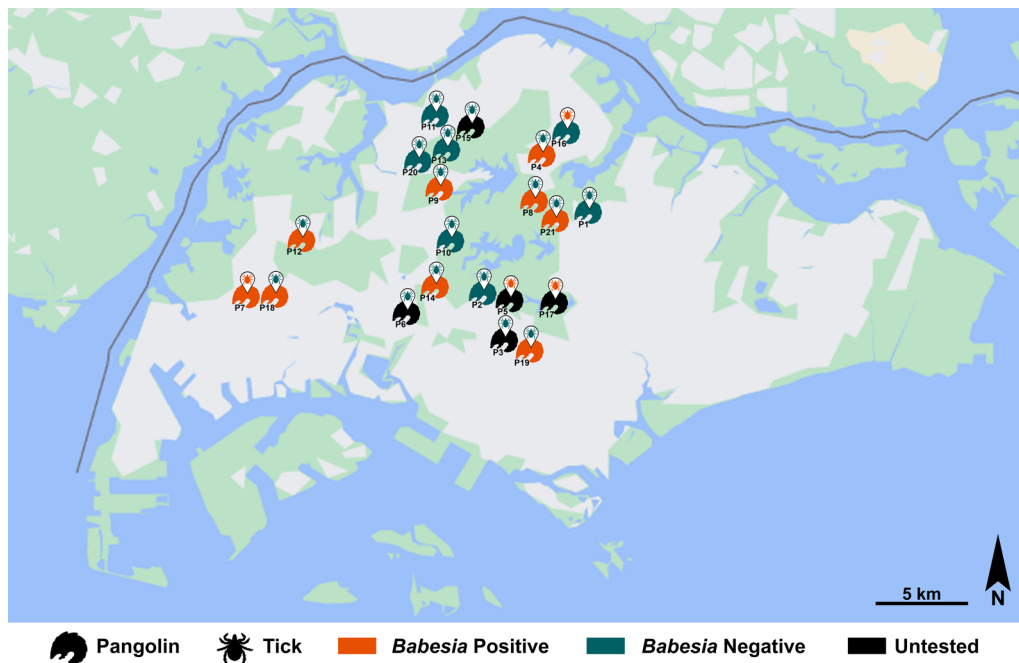 P11
P15
P16
P13
P4
P20
P9
P8
P1
P21
P12
P10
P7
P18
P14
P2
P5
P17
P6
P3
P19
5 km
N
Pangolin
Tick
Babesia Positive
Babesia Negative
Untested